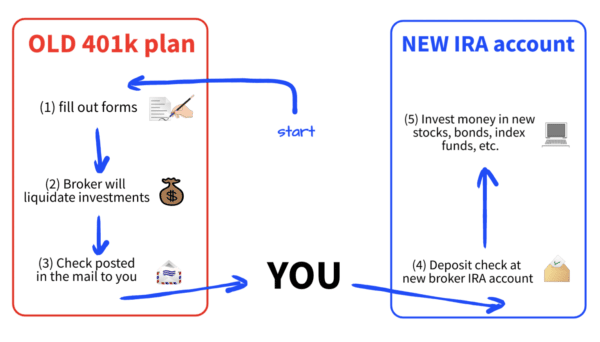 OLD 401k plan
(1) fill out forms
start
(2) Broker will
liquidate investments
(3) Check posted
in the mail to you
YOU
NEW IRA account
(5) Invest money in new
stocks, bonds, index
funds, etc.
(4) Deposit check at
new broker IRA account